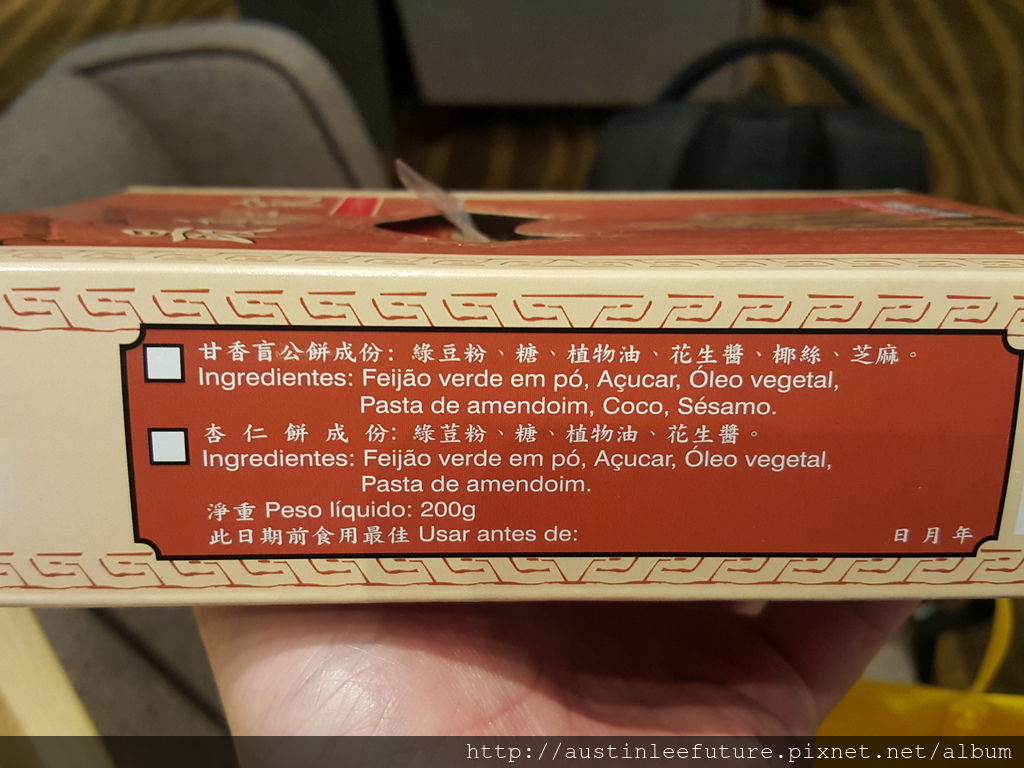 甘香盲公餅成份: 綠豆粉、糖、植物油、花生醬、椰絲、芝麻。
Ingredientes: Feijão verde em pó, Açucar, Óleo vegetal,
Pasta de amendoim, Coco, Sésamo.
杏仁餅成份: 綠荳粉、糖、植物油、花生醬。
Ingredientes: Feijão verde em pó, Açucar, Óleo vegetal,
Pasta de amendoim.
淨重 Peso líquido: 200g
此日期前食用最佳 Usar antes de: 日 月 年
http://austinleefuture.pixnet.net/album